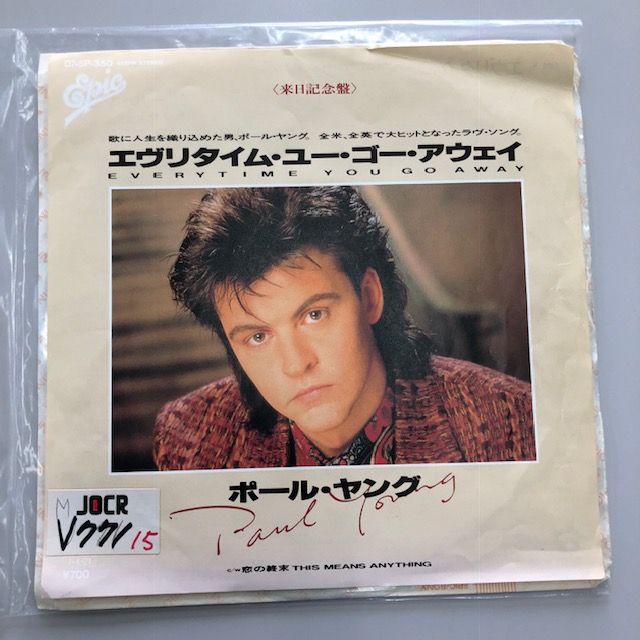 07·5P-350
Epic
〈来日記念盤〉
歌に人生を織り込めた男、ポール・ヤング。全米、全英で大ヒットとなったラヴ・ソング。
エヴリタイム・ユー・ゴー・アウェイ
EVERYTIME YOU GO AWAY
ポール・ヤング
Paul Young
M JOCR
V771 15
¥700
c/w恋の終末 THIS MEANS ANYTHING